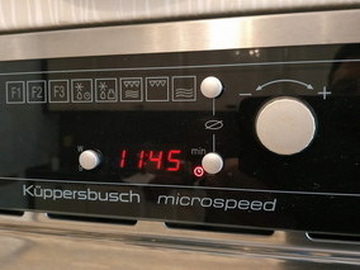 F1 F2 F3
− +
min
W
11:45
Küppersbusch microspeed